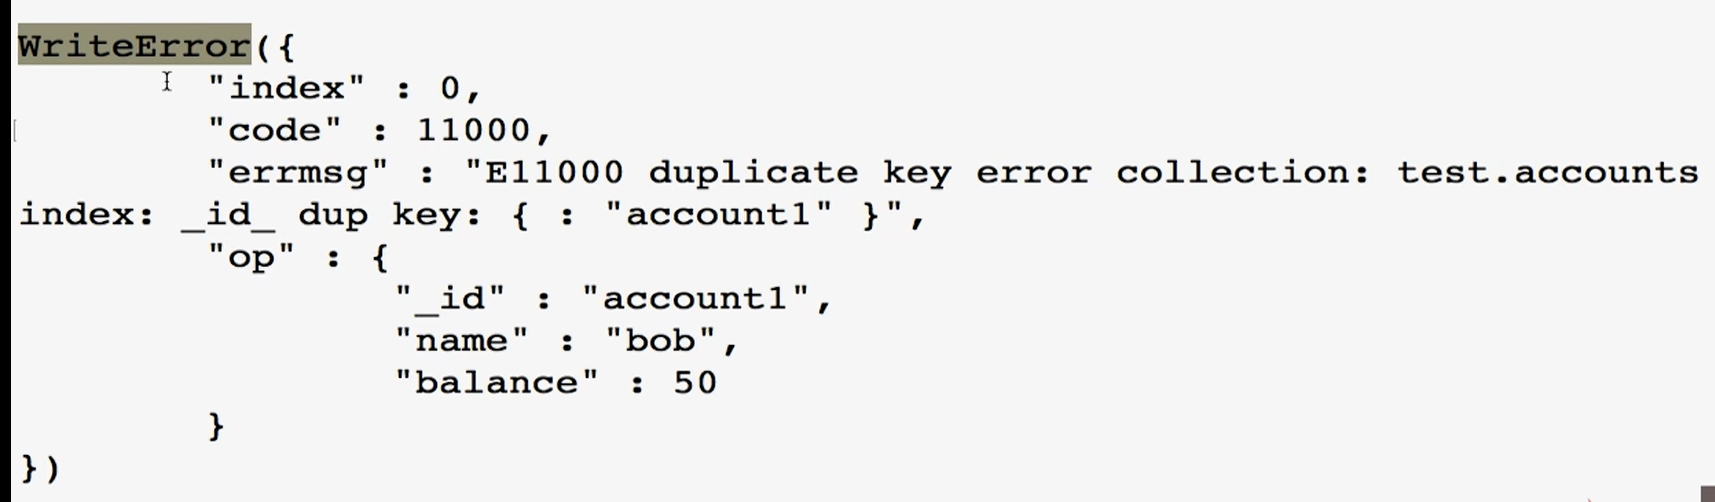 WriteError({
"index" : 0,
"code" : 11000,
"errmsg" : "E11000 duplicate key error collection: test.accounts
index: _id_ dup key: { : "account1" }",
"op" : {
"_id" : "account1",
"name" : "bob",
"balance" : 50
}
})